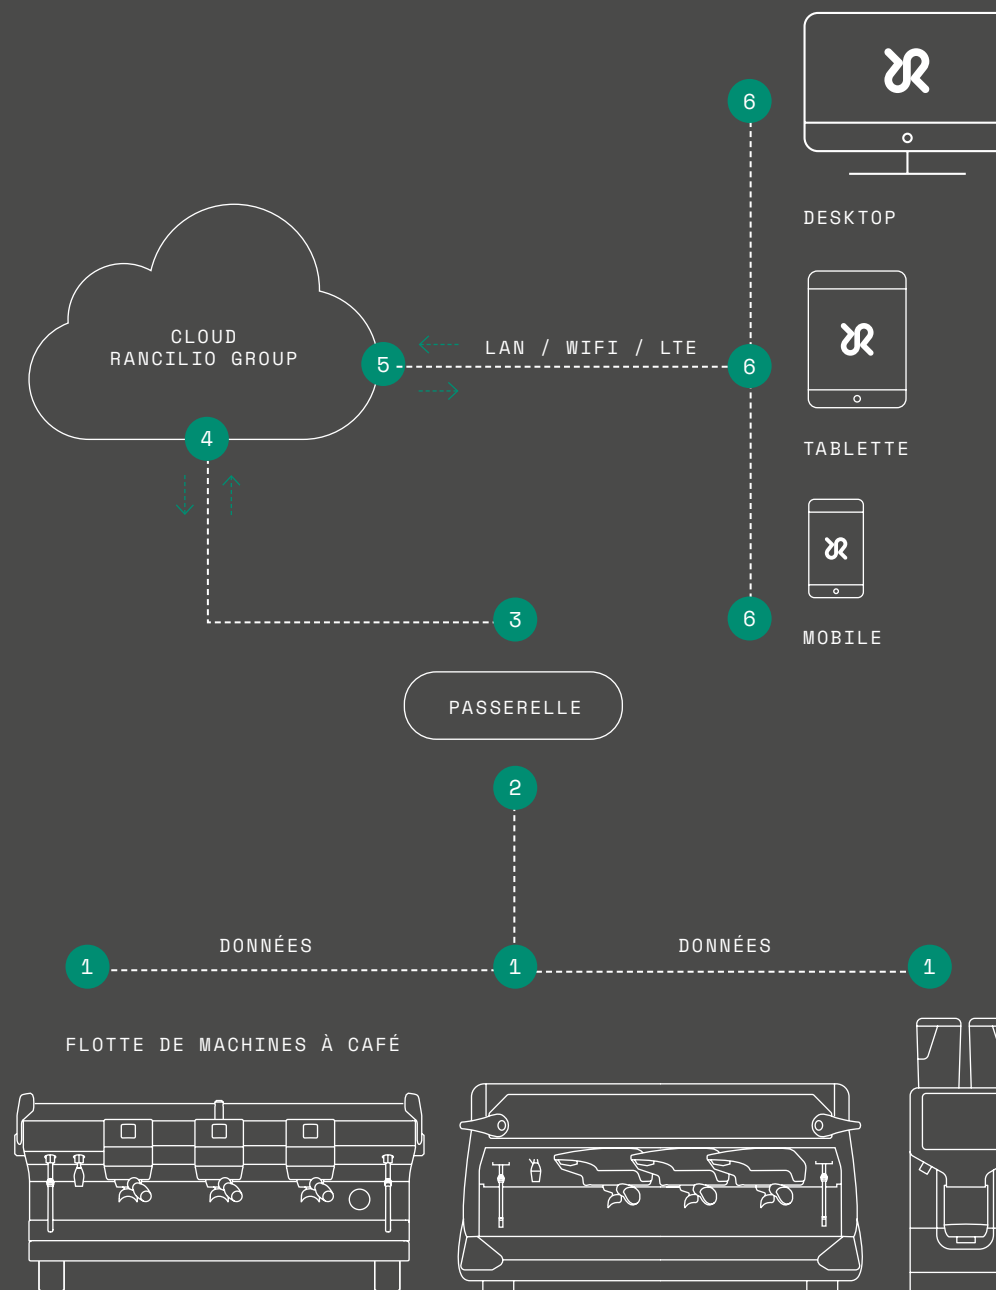 6
DESKTOP
CLOUD
RANCILIO GROUP
5
LAN / WIFI / LTE
6
4
TABLETTE
3
6
MOBILE
PASSERELLE
2
DONNÉES
DONNÉES
1
1
1
FLOTTE DE MACHINES À CAFÉ